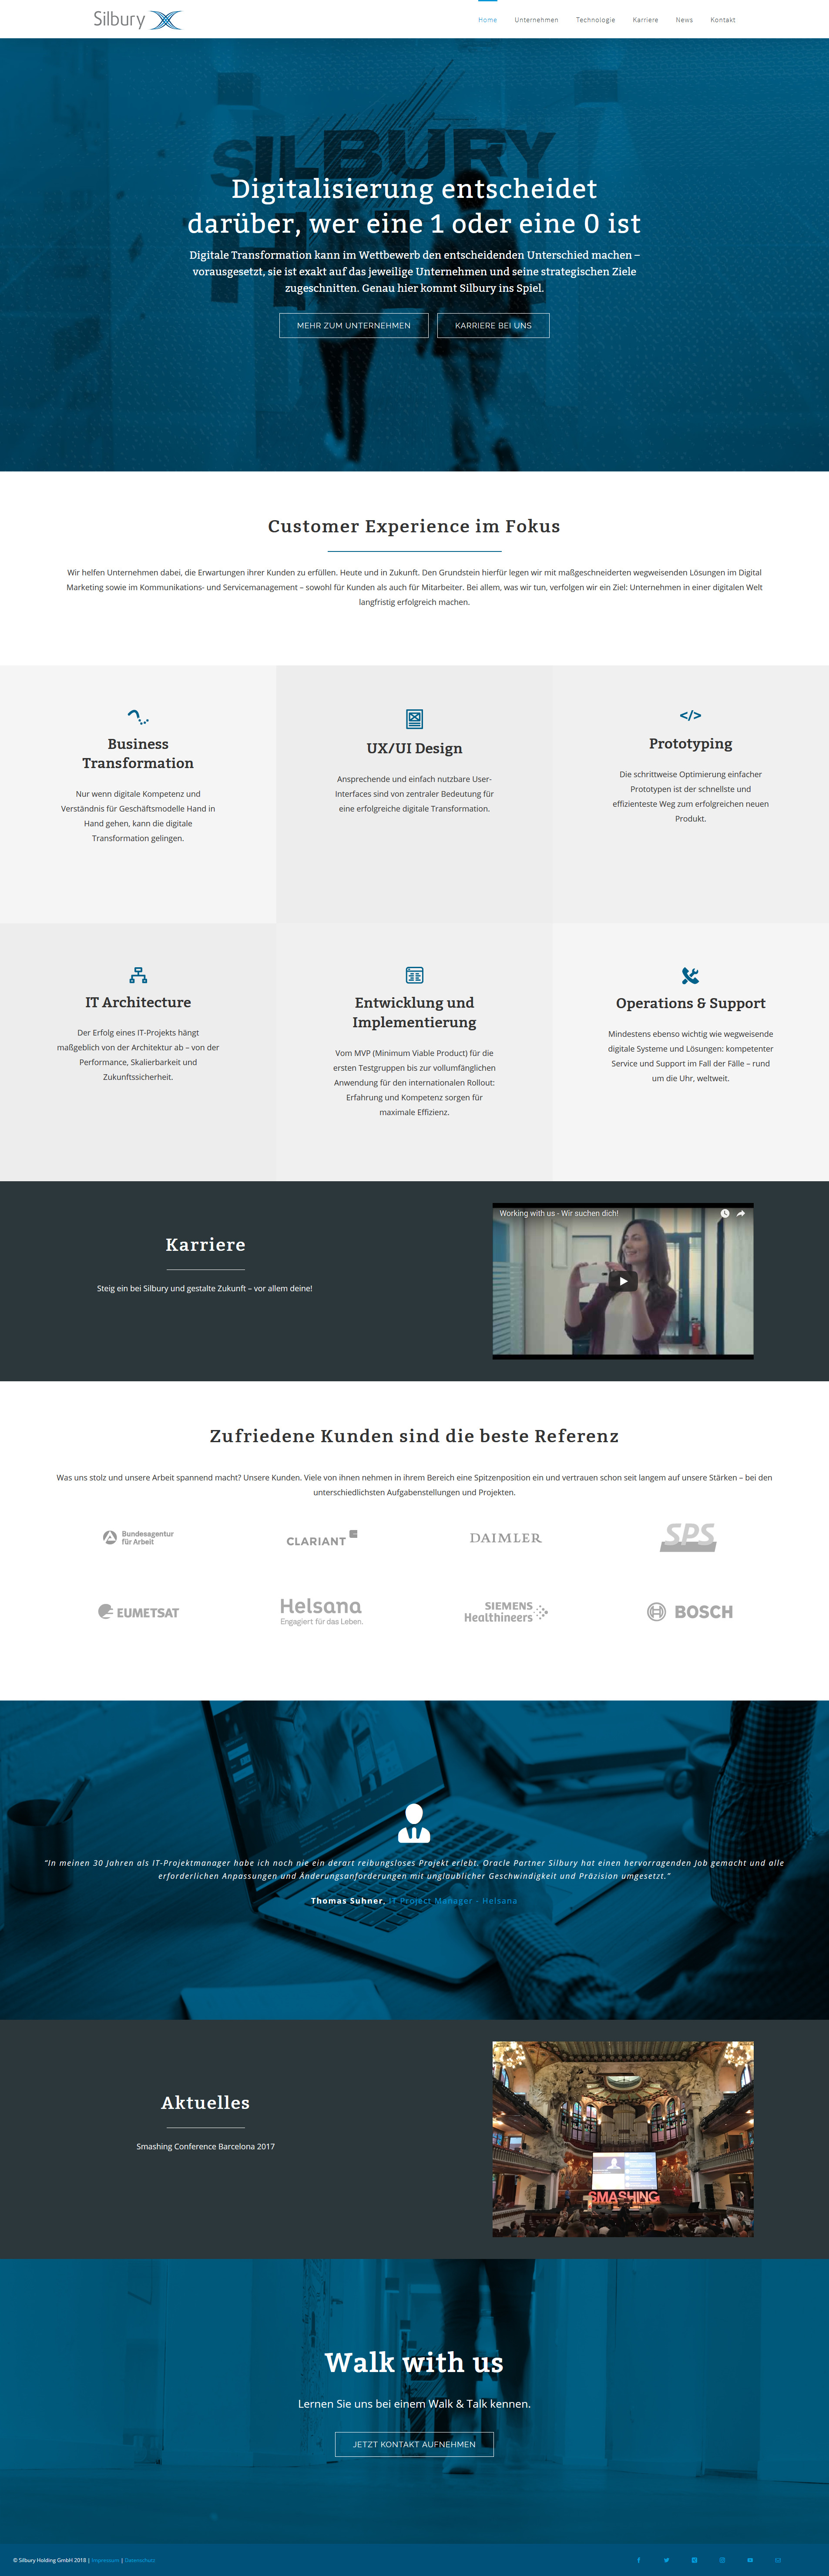 Silbury
Home Unternehmen Technologie Karriere News Kontakt
SILBURY
Digitalisierung entscheidet
darüber, wer eine 1 oder eine 0 ist
Digitale Transformation kann im Wettbewerb den entscheidenden Unterschied machen –
vorausgesetzt, sie ist exakt auf das jeweilige Unternehmen und seine strategischen Ziele
zugeschnitten. Genau hier kommt Silbury ins Spiel.
MEHR ZUM UNTERNEHMEN KARRIERE BEI UNS
Customer Experience im Fokus
Wir helfen Unternehmen dabei, die Erwartungen ihrer Kunden zu erfüllen. Heute und in Zukunft. Den Grundstein hierfür legen wir mit maßgeschneiderten wegweisenden Lösungen im Digital
Marketing sowie im Kommunikations- und Servicemanagement – sowohl für Kunden als auch für Mitarbeiter. Bei allem, was wir tun, verfolgen wir ein Ziel: Unternehmen in einer digitalen Welt
langfristig erfolgreich machen.
Business
Transformation
Nur wenn digitale Kompetenz und
Verständnis für Geschäftsmodelle Hand in
Hand gehen, kann die digitale
Transformation gelingen.
UX/UI Design
Ansprechende und einfach nutzbare User-
Interfaces sind von zentraler Bedeutung für
eine erfolgreiche digitale Transformation.
</>
Prototyping
Die schrittweise Optimierung einfacher
Prototypen ist der schnellste und
effizienteste Weg zum erfolgreichen neuen
Produkt.
IT Architecture
Der Erfolg eines IT-Projekts hängt
maßgeblich von der Architektur ab – von der
Performance, Skalierbarkeit und
Zukunftssicherheit.
Entwicklung und
Implementierung
Vom MVP (Minimum Viable Product) für die
ersten Testgruppen bis zur vollumfänglichen
Anwendung für den internationalen Rollout:
Erfahrung und Kompetenz sorgen für
maximale Effizienz.
Operations & Support
Mindestens ebenso wichtig wie wegweisende
digitale Systeme und Lösungen: kompetenter
Service und Support im Fall der Fälle – rund
um die Uhr, weltweit.
Karriere
Steig ein bei Silbury und gestalte Zukunft – vor allem deine!
Working with us - Wir suchen dich!
Zufriedene Kunden sind die beste Referenz
Was uns stolz und unsere Arbeit spannend macht? Unsere Kunden. Viele von ihnen nehmen in ihrem Bereich eine Spitzenposition ein und vertrauen schon seit langem auf unsere Stärken – bei den
unterschiedlichsten Aufgabenstellungen und Projekten.
Bundesagentur
für Arbeit
CLARIANT
DAIMLER
SPS
EUMETSAT
Helsana
Engagiert für das Leben.
SIEMENS
Healthineers
BOSCH
"In meinen 30 Jahren als IT-Projektmanager habe ich noch nie ein derart reibungsloses Projekt erlebt. Oracle Partner Silbury hat einen hervorragenden Job gemacht und alle
erforderlichen Anpassungen und Änderungsanforderungen mit unglaublicher Geschwindigkeit und Präzision umgesetzt."
Thomas Suhner, IT Project Manager - Helsana
Aktuelles
Smashing Conference Barcelona 2017
SMASHING
Walk with us
Lernen Sie uns bei einem Walk & Talk kennen.
JETZT KONTAKT AUFNEHMEN
© Silbury Holding GmbH 2018 | Impressum | Datenschutz